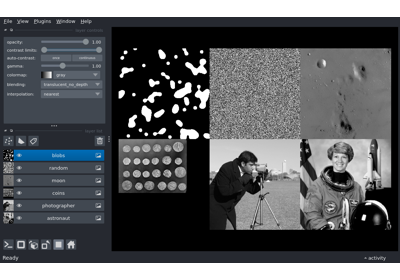 File View Plugins Window Help
opacity: 1.00
contrast limits:
auto-contrast: once continuous
gamma: 1.00
colormap: gray
blending: translucent_no_depth
interpolation: nearest
blobs
random
moon
coins
photographer
astronaut
Ready
activity